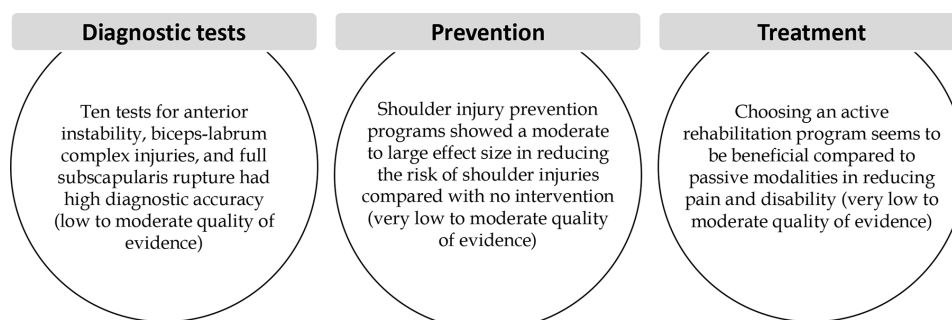 Diagnostic tests
Ten tests for anterior
instability, biceps-labrum
complex injuries, and full
subscapularis rupture had
high diagnostic accuracy
(low to moderate quality of
evidence)
Prevention
Shoulder injury prevention
programs showed a moderate
to large effect size in reducing
the risk of shoulder injuries
compared with no intervention
(very low to moderate quality
of evidence)
Treatment
Choosing an active
rehabilitation program seems to
be beneficial compared to
passive modalities in reducing
pain and disability (very low to
moderate quality of evidence)